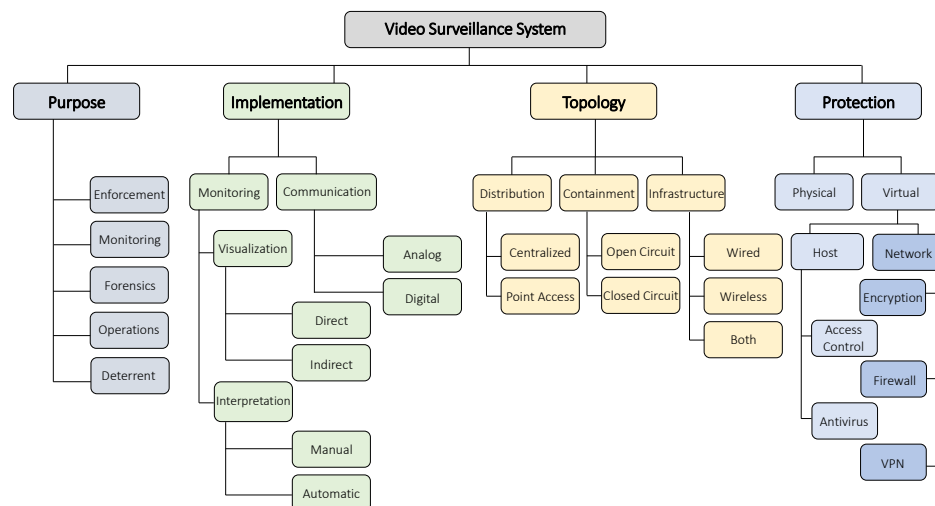 Video Surveillance System
Purpose
Implementation
Topology
Protection
Enforcement
Monitoring
Forensics
Operations
Deterrent
Monitoring
Communication
Visualization
Analog
Digital
Direct
Indirect
Interpretation
Manual
Automatic
Distribution
Containment
Infrastructure
Centralized
Point Access
Open Circuit
Closed Circuit
Wired
Wireless
Both
Physical
Virtual
Host
Network
Encryption
Access
Control
Firewall
Antivirus
VPN